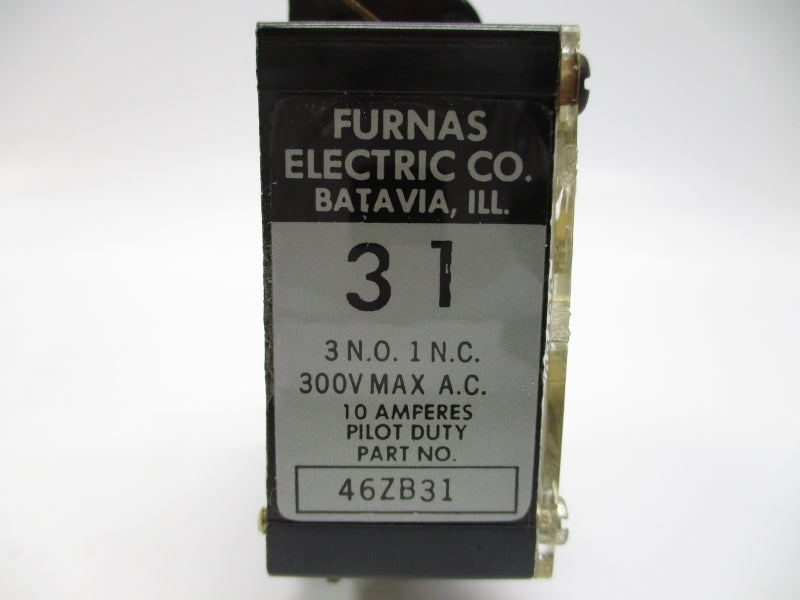 FURNAS
ELECTRIC CO.
BATAVIA, ILL.
31
3 N.O. 1 N.C.
300V MAX A.C.
10 AMPERES
PILOT DUTY
PART NO.
46ZB31